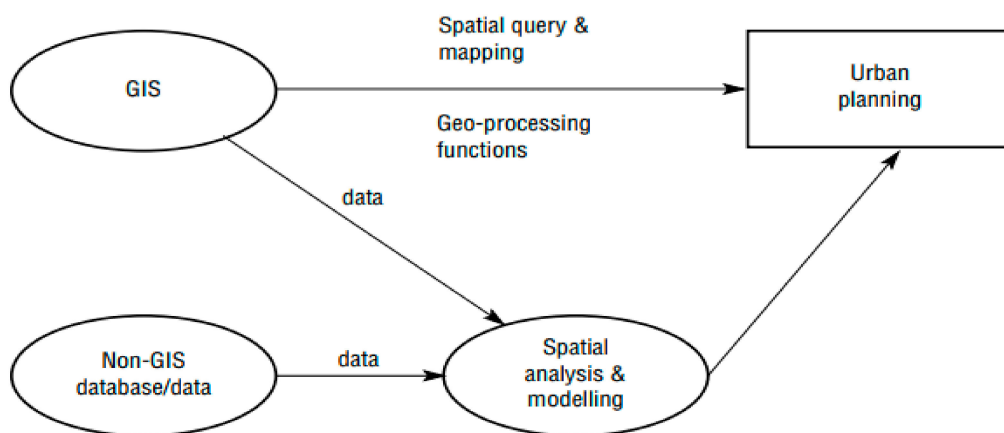 Spatial query &
mapping
GIS
Urban
planning
Geo-processing
functions
data
Non-GIS
database/data
data
Spatial
analysis &
modelling